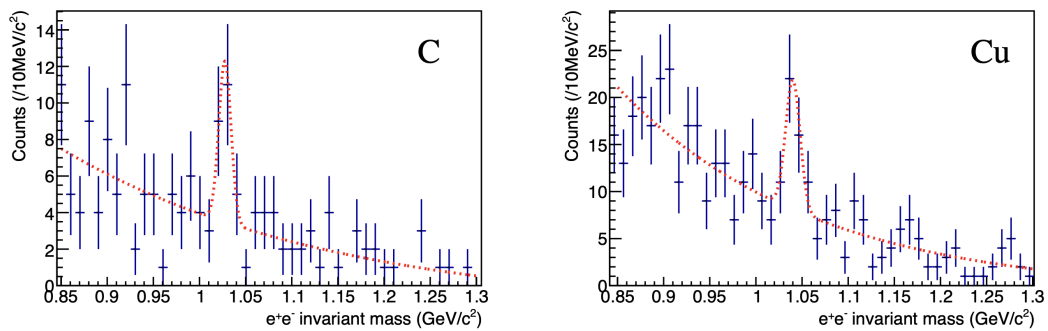 Counts (/10MeV/c²)
14
12
10
8
6
4
2
0
C
0.85 0.9 0.95 1 1.05 1.1 1.15 1.2 1.25 1.3
e⁺e⁻ invariant mass (GeV/c²)
Counts (/10MeV/c²)
25
20
15
10
5
0
Cu
0.85 0.9 0.95 1 1.05 1.1 1.15 1.2 1.25 1.3
e⁺e⁻ invariant mass (GeV/c²)